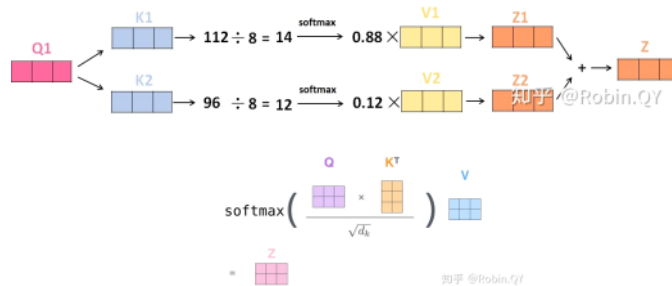 K1 V1 Z1
Q1 112 ÷ 8 = 14 softmax 0.88 × Z
+
K2 V2 Z2
96 ÷ 8 = 12 softmax 0.12 ×
知乎 @Robin.QY
Q Kᵀ V
softmax( × )
√dₖ
Z
=
知乎 @Robin.QY